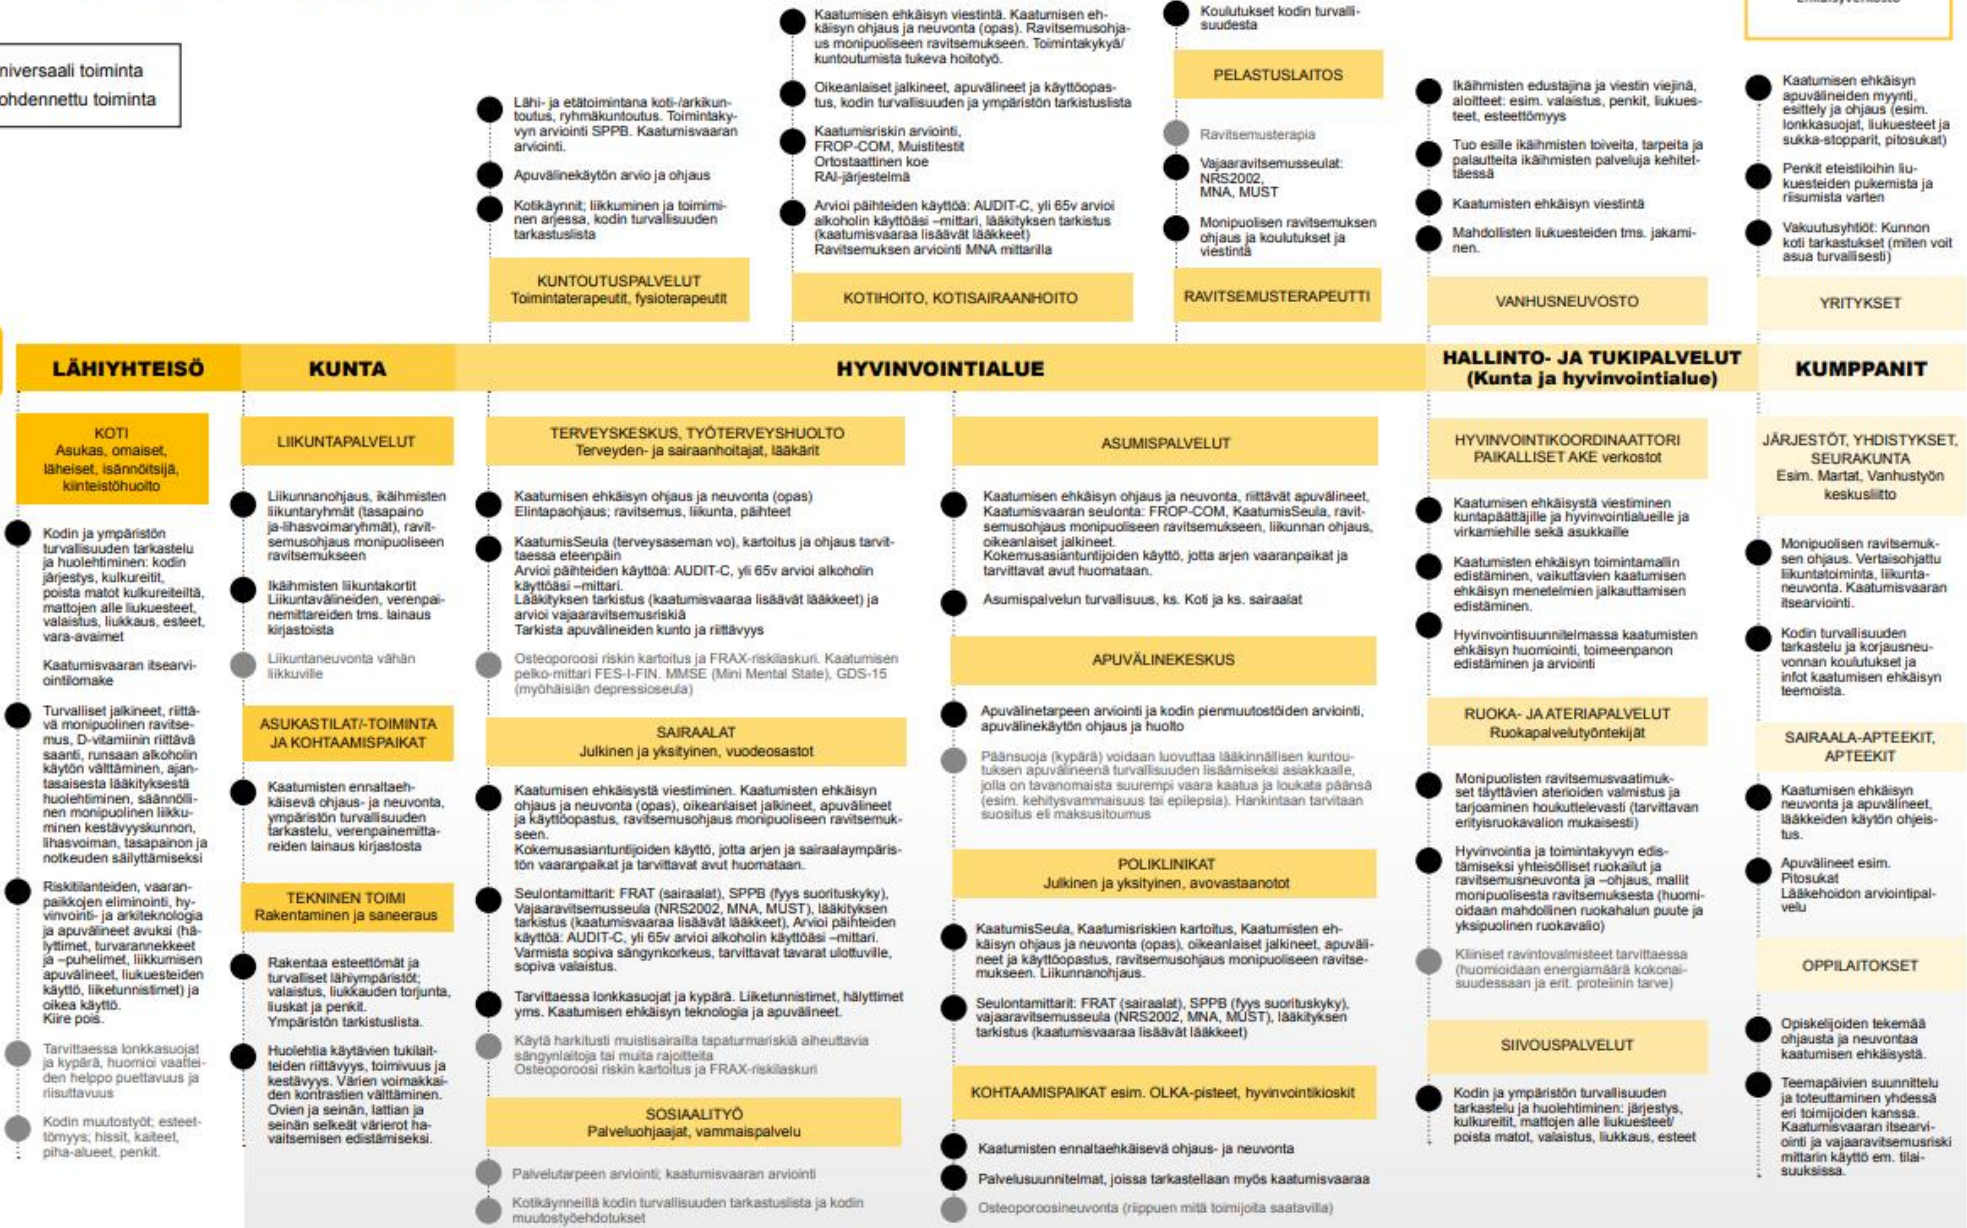 universaali toiminta
ohdennettu toiminta
Lähi- ja etätoimintana koti-/arkikun-
toutus, ryhmäkuntoutus. Toimintaky-
vyn arviointi SPPB. Kaatumisvaaran
arviointi.
Apuvälinekäytön arvio ja ohjaus
Kotikäynnit; liikkuminen ja toimimi-
nen arjessa, kodin turvallisuuden
tarkastuslista
KUNTOUTUSPALVELUT
Toimintaterapeutit, fysioterapeutit
Kaatumisen ehkäisyn viestintä. Kaatumisen eh-
käisyn ohjaus ja neuvonta (opas). Ravitsemusohja-
us monipuoliseen ravitsemukseen. Toimintakykyä/
kuntoutumista tukeva hoitotyö.
Oikeanlaiset jalkineet, apuvälineet ja käyttöopas-
tus, kodin turvallisuuden ja ympäristön tarkistuslista
Kaatumisriskin arviointi,
FROP-COM, Muistitestit
Ortostaattinen koe
RAI-järjestelmä
Arvioi päihteiden käyttöä: AUDIT-C, yli 65v arvioi
alkoholin käyttöäsi –mittari, lääkityksen tarkistus
(kaatumisvaaraa lisäävät lääkkeet)
Ravitsemuksen arviointi MNA mittarilla
KOTIHOITO, KOTISAIRAANHOITO
Koulutukset kodin turvalli-
suudesta
PELASTUSLAITOS
Ravitsemusterapia
Vajaaravitsemusseulat:
NRS2002,
MNA, MUST
Monipuolisen ravitsemuksen
ohjaus ja koulutukset ja
viestintä
RAVITSEMUSTERAPEUTTI
Ikäihmisten edustajina ja viestin viejinä,
aloitteet: esim. valaistus, penkit, liukues-
teet, esteettömyys
Tuo esille ikäihmisten toiveita, tarpeita ja
palautteita ikäihmisten palveluja kehitet-
täessä
Kaatumisten ehkäisyn viestintä
Mahdollisten liukuesteiden tms. jakami-
nen.
VANHUSNEUVOSTO
Kaatumisen ehkäisyn
apuvälineiden myynti,
esittely ja ohjaus (esim.
lonkkasuojat, liukuesteet ja
sukka-stopparit, pitosukat)
Penkit eteistiloihin liu-
kuesteiden pukemista ja
riisumista varten
Vakuutusyhtiöt: Kunnon
koti tarkastukset (miten voit
asua turvallisesti)
YRITYKSET
LÄHIYHTEISÖ
KUNTA
HYVINVOINTIALUE
HALLINTO- JA TUKIPALVELUT
(Kunta ja hyvinvointialue)
KUMPPANIT
KOTI
Asukas, omaiset,
läheiset, isännöitsijä,
kiinteistöhuolto
Kodin ja ympäristön
turvallisuuden tarkastelu
ja huolehtiminen: kodin
järjestys, kulkureitit,
poista matot kulkureiteiltä,
mattojen alle liukuesteet,
valaistus, liukkaus, esteet,
vara-avaimet
Kaatumisvaaran itsearvi-
ointilomake
Turvalliset jalkineet, riittä-
vä monipuolinen ravitse-
mus, D-vitamiinin riittävä
saanti, runsaan alkoholin
käytön välttäminen, ajan-
tasaisesta lääkityksestä
huolehtiminen, säännölli-
nen monipuolinen liikku-
minen kestävyyskunnon,
lihasvoiman, tasapainon ja
notkeuden säilyttämiseksi
Riskitilanteiden, vaaran-
paikkojen eliminointi, hy-
vinvointi- ja arkiteknologia
ja apuvälineet avuksi (hä-
lyttimet, turvarannekkeet
ja –puhelimet, liikkumisen
apuvälineet, liukuesteiden
käyttö, liiketunnistimet) ja
oikea käyttö.
Kiire pois.
Tarvittaessa lonkkasuojat
ja kypärä, huomioi vaattei-
den helppo puettavuus ja
riisuttavuus
Kodin muutostyöt; esteet-
tömyys; hissit, kaiteet,
piha-alueet, penkit.
LIIKUNTAPALVELUT
Liikunnanohjaus, ikäihmisten
liikuntaryhmät (tasapaino
ja-lihasvoimaryhmät), ravit-
semusohjaus monipuoliseen
ravitsemukseen
Ikäihmisten liikuntakortit
Liikuntavälineiden, verenpai-
nemittareiden tms. lainaus
kirjastoista
Liikuntaneuvonta vähän
liikkuville
ASUKASTILAT/-TOIMINTA
JA KOHTAAMISPAIKAT
Kaatumisten ennaltaeh-
käisevä ohjaus- ja neuvonta,
ympäristön turvallisuuden
tarkastelu, verenpainemitta-
reiden lainaus kirjastosta
TEKNINEN TOIMI
Rakentaminen ja saneeraus
Rakentaa esteettömät ja
turvalliset lähiympäristöt;
valaistus, liukkauden torjunta,
liuskat ja penkit.
Ympäristön tarkistuslista.
Huolehtia käytävien tukilait-
teiden riittävyys, toimivuus ja
kestävyys. Värien voimakkai-
den kontrastien välttäminen.
Ovien ja seinän, lattian ja
seinän selkeät värierot ha-
vaitsemisen edistämiseksi.
TERVEYSKESKUS, TYÖTERVEYSHUOLTO
Terveyden- ja sairaanhoitajat, lääkärit
Kaatumisen ehkäisyn ohjaus ja neuvonta (opas)
Elintapaohjaus; ravitsemus, liikunta, päihteet
KaatumisSeula (terveysaseman vo), kartoitus ja ohjaus tarvit-
taessa eteenpäin
Arvioi päihteiden käyttöä: AUDIT-C, yli 65v arvioi alkoholin
käyttöäsi –mittari.
Lääkityksen tarkistus (kaatumisvaaraa lisäävät lääkkeet) ja
arvioi vajaaravitsemusriskiä
Tarkista apuvälineiden kunto ja riittävyys
Osteoporoosi riskin kartoitus ja FRAX-riskilaskuri. Kaatumisen
pelko-mittari FES-I-FIN. MMSE (Mini Mental State), GDS-15
(myöhäisiän depressioseula)
SAIRAALAT
Julkinen ja yksityinen, vuodeosastot
Kaatumisen ehkäisystä viestiminen. Kaatumisten ehkäisyn
ohjaus ja neuvonta (opas), oikeanlaiset jalkineet, apuvälineet
ja käyttöopastus, ravitsemusohjaus monipuoliseen ravitsemuk-
seen.
Kokemusasiantuntijoiden käyttö, jotta arjen ja sairaalaympäris-
tön vaaranpaikat ja tarvittavat avut huomataan.
Seulontamittarit: FRAT (sairaalat), SPPB (fyys suorituskyky),
Vajaaravitsemusseula (NRS2002, MNA, MUST), lääkityksen
tarkistus (kaatumisvaaraa lisäävät lääkkeet), Arvioi päihteiden
käyttöä: AUDIT-C, yli 65v arvioi alkoholin käyttöäsi –mittari.
Varmista sopiva sängynkorkeus, tarvittavat tavarat ulottuville,
sopiva valaistus.
Tarvittaessa lonkkasuojat ja kypärä. Liiketunnistimet, hälyttimet
yms. Kaatumisen ehkäisyn teknologia ja apuvälineet.
Käytä harkitusti muistisairailla tapaturmariskiä aiheuttavia
sängynlaitoja tai muita rajoitteita
Osteoporoosi riskin kartoitus ja FRAX-riskilaskuri
SOSIAALITYÖ
Palveluohjaajat, vammaispalvelu
Palvelutarpeen arviointi; kaatumisvaaran arviointi
Kotikäynneillä kodin turvallisuuden tarkastuslista ja kodin
muutostyöehdotukset
ASUMISPALVELUT
Kaatumisen ehkäisyn ohjaus ja neuvonta, riittävät apuvälineet,
Kaatumisvaaran seulonta: FROP-COM, KaatumisSeula, ravit-
semusohjaus monipuoliseen ravitsemukseen, liikunnan ohjaus,
oikeanlaiset jalkineet.
Kokemusasiantuntijoiden käyttö, jotta arjen vaaranpaikat ja
tarvittavat avut huomataan.
Asumispalvelun turvallisuus, ks. Koti ja ks. sairaalat
APUVÄLINEKESKUS
Apuvälinetarpeen arviointi ja kodin pienmuutostöiden arviointi,
apuvälinekäytön ohjaus ja huolto
Päänsuoja (kypärä) voidaan luovuttaa lääkinnällisen kuntou-
tuksen apuvälineenä turvallisuuden lisäämiseksi asiakkaalle,
jolla on tavanomaista suurempi vaara kaatua ja loukata päänsä
(esim. kehitysvammaisuus tai epilepsia). Hankintaan tarvitaan
suositus eli maksusitoumus
POLIKLINIKAT
Julkinen ja yksityinen, avovastaanotot
KaatumisSeula, Kaatumisriskien kartoitus, Kaatumisten eh-
käisyn ohjaus ja neuvonta (opas), oikeanlaiset jalkineet, apuväli-
neet ja käyttöopastus, ravitsemusohjaus monipuoliseen ravitse-
mukseen. Liikunnanohjaus.
Seulontamittarit: FRAT (sairaalat), SPPB (fyys suorituskyky),
vajaaravitsemusseula (NRS2002, MNA, MUST), lääkityksen
tarkistus (kaatumisvaaraa lisäävät lääkkeet)
KOHTAAMISPAIKAT esim. OLKA-pisteet, hyvinvointikioskit
Kaatumisten ennaltaehkäisevä ohjaus- ja neuvonta
Palvelusuunnitelmat, joissa tarkastellaan myös kaatumisvaaraa
Osteoporoosineuvonta (riippuen mitä toimijoita saatavilla)
HYVINVOINTIKOORDINAATTORI
PAIKALLISET AKE verkostot
Kaatumisen ehkäisystä viestiminen
kuntapäättäjille ja hyvinvointialueille ja
virkamiehille sekä asukkaille
Kaatumisten ehkäisyn toimintamallin
edistäminen, vaikuttavien kaatumisen
ehkäisyn menetelmien jalkauttamisen
edistäminen.
Hyvinvointisuunnitelmassa kaatumisten
ehkäisyn huomiointi, toimeenpanon
edistäminen ja arviointi
RUOKA- JA ATERIAPALVELUT
Ruokapalvelutyöntekijät
Monipuolisten ravitsemusvaatimuk-
set täyttävien aterioiden valmistus ja
tarjoaminen houkuttelevasti (tarvittavan
erityisruokavalion mukaisesti)
Hyvinvointia ja toimintakyvyn edis-
tämiseksi yhteisölliset ruokailut ja
ravitsemusneuvonta ja –ohjaus, mallit
monipuolisesta ravitsemuksesta (huomi-
oidaan mahdollinen ruokahalun puute ja
yksipuolinen ruokavalio)
Kliiniset ravintovalmisteet tarvittaessa
(huomioidaan energiamäärä kokonai-
suudessaan ja erit. proteiinin tarve)
SIIVOUSPALVELUT
Kodin ja ympäristön turvallisuuden
tarkastelu ja huolehtiminen: järjestys,
kulkureitit, mattojen alle liukuesteet/
poista matot, valaistus, liukkaus, esteet
JÄRJESTÖT, YHDISTYKSET,
SEURAKUNTA
Esim. Martat, Vanhustyön
keskusliitto
Monipuolisen ravitsemuk-
sen ohjaus. Vertaisohjattu
liikuntatoiminta, liikunta-
neuvonta. Kaatumisvaaran
itsearviointi.
Kodin turvallisuuden
tarkastelu ja korjausneu-
vonnan koulutukset ja
infot kaatumisen ehkäisyn
teemoista.
SAIRAALA-APTEEKIT,
APTEEKIT
Kaatumisen ehkäisyn
neuvonta ja apuvälineet,
lääkkeiden käytön ohjeis-
tus.
Apuvälineet esim.
Pitosukat
Lääkehoidon arviointipal-
velu
OPPILAITOKSET
Opiskelijoiden tekemää
ohjausta ja neuvontaa
kaatumisen ehkäisystä.
Teemapäivien suunnittelu
ja toteuttaminen yhdessä
eri toimijoiden kanssa.
Kaatumisvaaran itsearvi-
ointi ja vajaaravitsemusriski
mittarin käyttö em. tilai-
suuksissa.